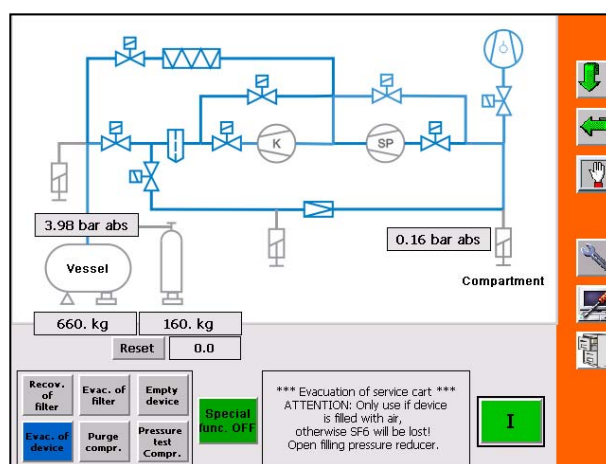 K
SP
3.98 bar abs
0.16 bar abs
Vessel
Compartment
660. kg
160. kg
Reset
0.0
Recov.
of
filter
Evac. of
filter
Empty
device
Evac. of
device
Purge
compr.
Pressure
test
Compr.
Special
func. OFF
*** Evacuation of service cart ***
ATTENTION: Only use if device
is filled with air,
otherwise SF6 will be lost!
Open filling pressure reducer.
I